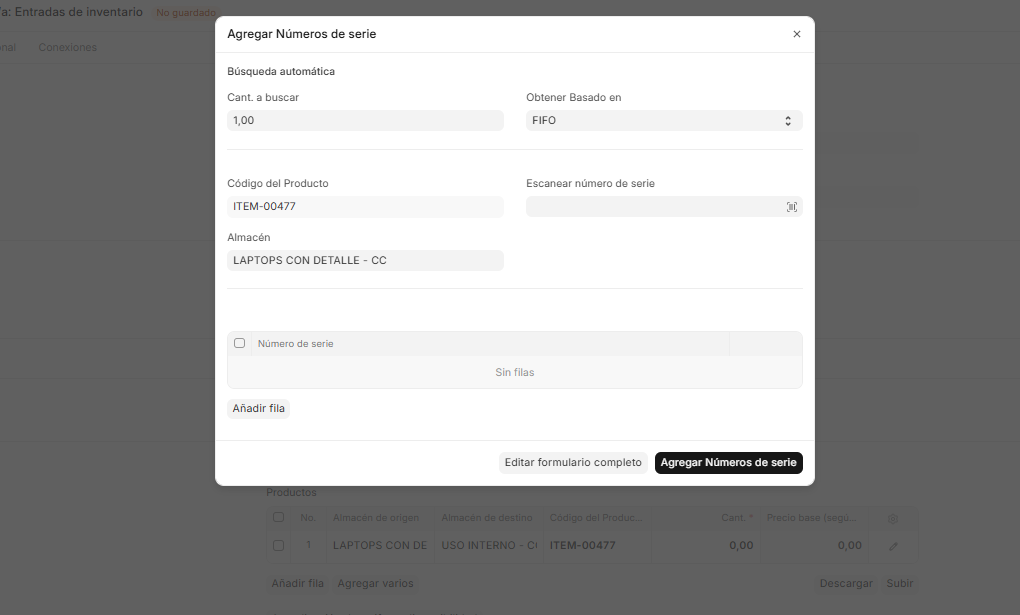 a: Entradas de inventario No guardado
onal Conexiones
Agregar Números de serie
Búsqueda automática
Cant. a buscar Obtener Basado en
1,00 FIFO
Código del Producto Escanear número de serie
ITEM-00477
Almacén
LAPTOPS CON DETALLE - CC
Número de serie
Sin filas
Añadir fila
Editar formulario completo Agregar Números de serie
Productos
No. Almacén de origen Almacén de destino Código del Produc... Cant. * Precio base (segú...
1 LAPTOPS CON DE USO INTERNO - CC ITEM-00477 0,00 0,00
Añadir fila Agregar varios Descargar Subir